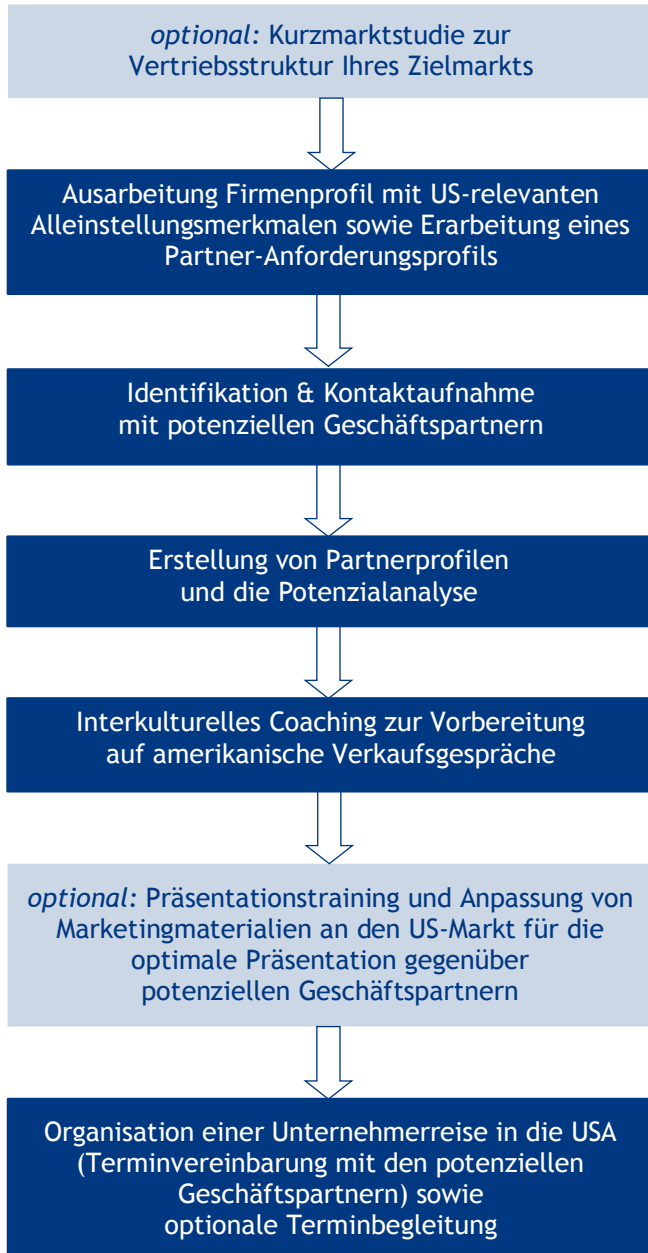 optional: Kurzmarktstudie zur
Vertriebsstruktur Ihres Zielmarkts
Ausarbeitung Firmenprofil mit US-relevanten
Alleinstellungsmerkmalen sowie Erarbeitung eines
Partner-Anforderungsprofils
Identifikation & Kontaktaufnahme
mit potenziellen Geschäftspartnern
Erstellung von Partnerprofilen
und die Potenzialanalyse
Interkulturelles Coaching zur Vorbereitung
auf amerikanische Verkaufsgespräche
optional: Präsentationstraining und Anpassung von
Marketingmaterialien an den US-Markt für die
optimale Präsentation gegenüber
potenziellen Geschäftspartnern
Organisation einer Unternehmerreise in die USA
(Terminvereinbarung mit den potenziellen
Geschäftspartnern) sowie
optionale Terminbegleitung